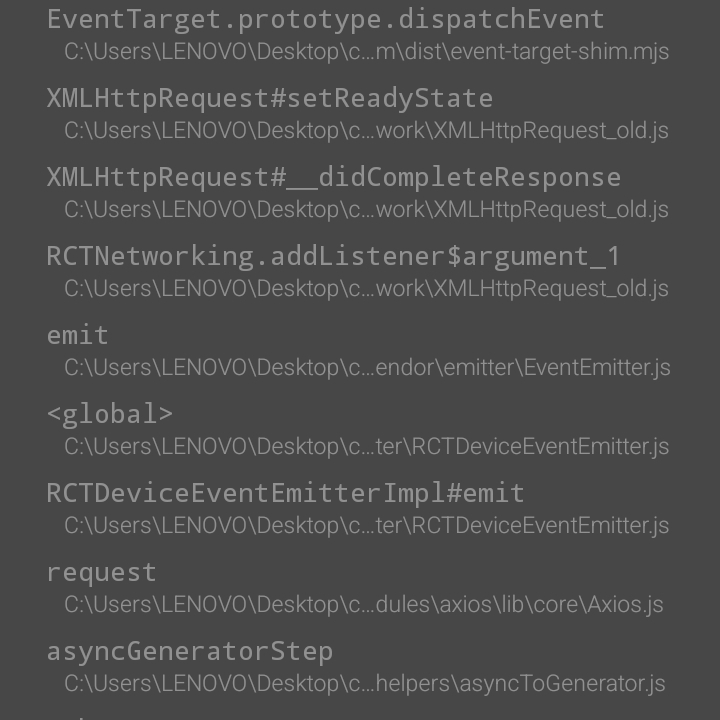 EventTarget.prototype.dispatchEvent
C:\Users\LENOVO\Desktop\c...m\dist\event-target-shim.mjs
XMLHttpRequest#setReadyState
C:\Users\LENOVO\Desktop\c...work\XMLHttpRequest_old.js
XMLHttpRequest#__didCompleteResponse
C:\Users\LENOVO\Desktop\c...work\XMLHttpRequest_old.js
RCTNetworking.addListener$argument_1
C:\Users\LENOVO\Desktop\c...work\XMLHttpRequest_old.js
emit
C:\Users\LENOVO\Desktop\c...endor\emitter\EventEmitter.js
<global>
C:\Users\LENOVO\Desktop\c...ter\RCTDeviceEventEmitter.js
RCTDeviceEventEmitterImpl#emit
C:\Users\LENOVO\Desktop\c...ter\RCTDeviceEventEmitter.js
request
C:\Users\LENOVO\Desktop\c...dules\axios\lib\core\Axios.js
asyncGeneratorStep
C:\Users\LENOVO\Desktop\c...helpers\asyncToGenerator.js